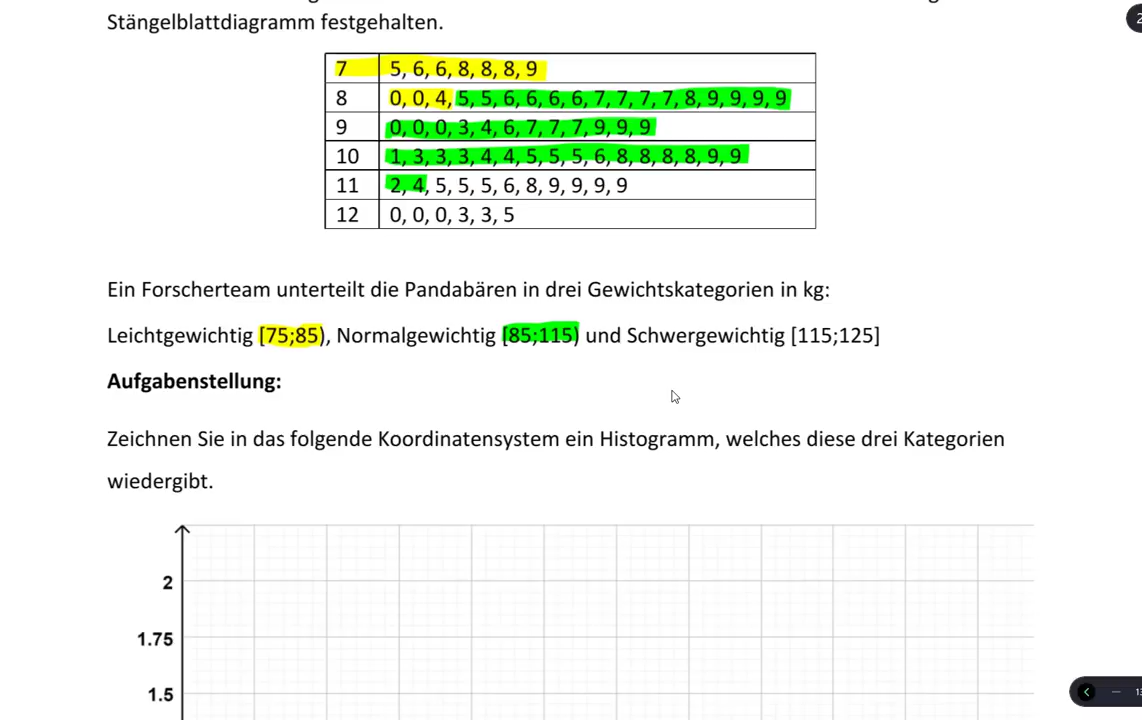 Stängelblattdiagramm festgehalten.
7 5, 6, 6, 8, 8, 8, 9
8 0, 0, 4, 5, 5, 6, 6, 6, 6, 7, 7, 7, 7, 8, 9, 9, 9, 9
9 0, 0, 0, 3, 4, 6, 7, 7, 7, 9, 9, 9
10 1, 3, 3, 3, 4, 4, 5, 5, 5, 6, 8, 8, 8, 8, 9, 9
11 2, 4, 5, 5, 5, 6, 8, 9, 9, 9, 9
12 0, 0, 0, 3, 3, 5
Ein Forscherteam unterteilt die Pandabären in drei Gewichtskategorien in kg:
Leichtgewichtig [75;85), Normalgewichtig [85;115) und Schwergewichtig [115;125]
Aufgabenstellung:
Zeichnen Sie in das folgende Koordinatensystem ein Histogramm, welches diese drei Kategorien
wiedergibt.
2
1.75
1.5